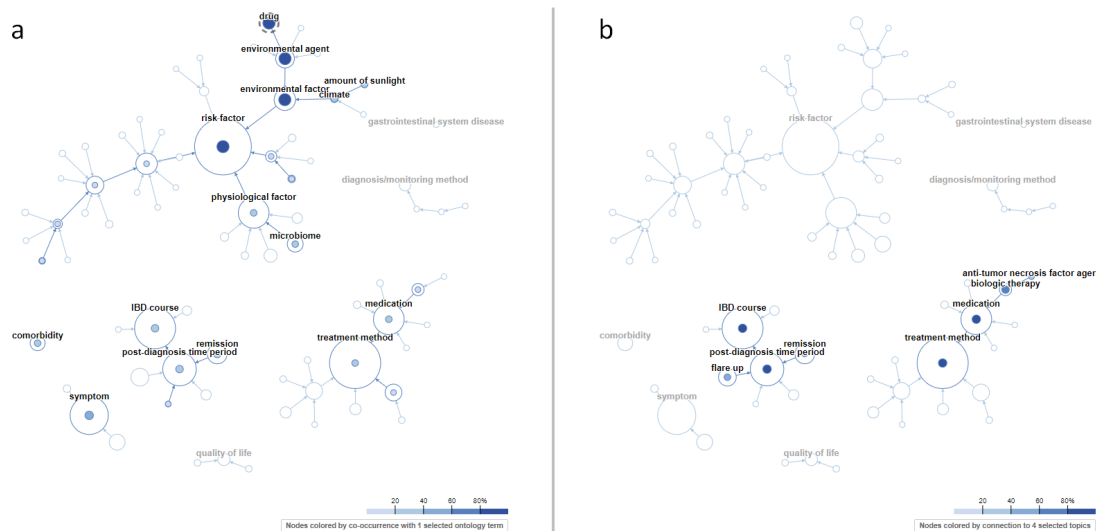 a
drug
environmental agent
amount of sunlight
environmental factor
climate
risk factor
gastrointestinal system disease
diagnosis/monitoring method
physiological factor
microbiome
IBD course
medication
comorbidity
remission
treatment method
post-diagnosis time period
symptom
quality of life
20 40 60 80%
Nodes colored by co-occurrence with 1 selected ontology term
b
risk factor
gastrointestinal system disease
diagnosis/monitoring method
anti-tumor necrosis factor ager
biologic therapy
IBD course
medication
comorbidity
remission
treatment method
post-diagnosis time period
flare up
symptom
quality of life
20 40 60 80%
Nodes colored by connection to 4 selected topics